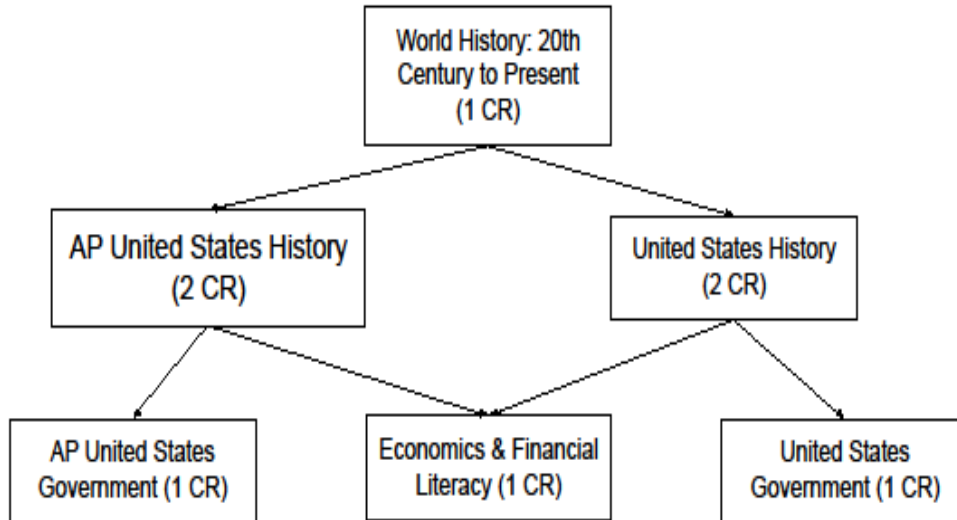 World History: 20th
Century to Present
(1 CR)
AP United States History
(2 CR)
United States History
(2 CR)
AP United States
Government (1 CR)
Economics & Financial
Literacy (1 CR)
United States
Government (1 CR)